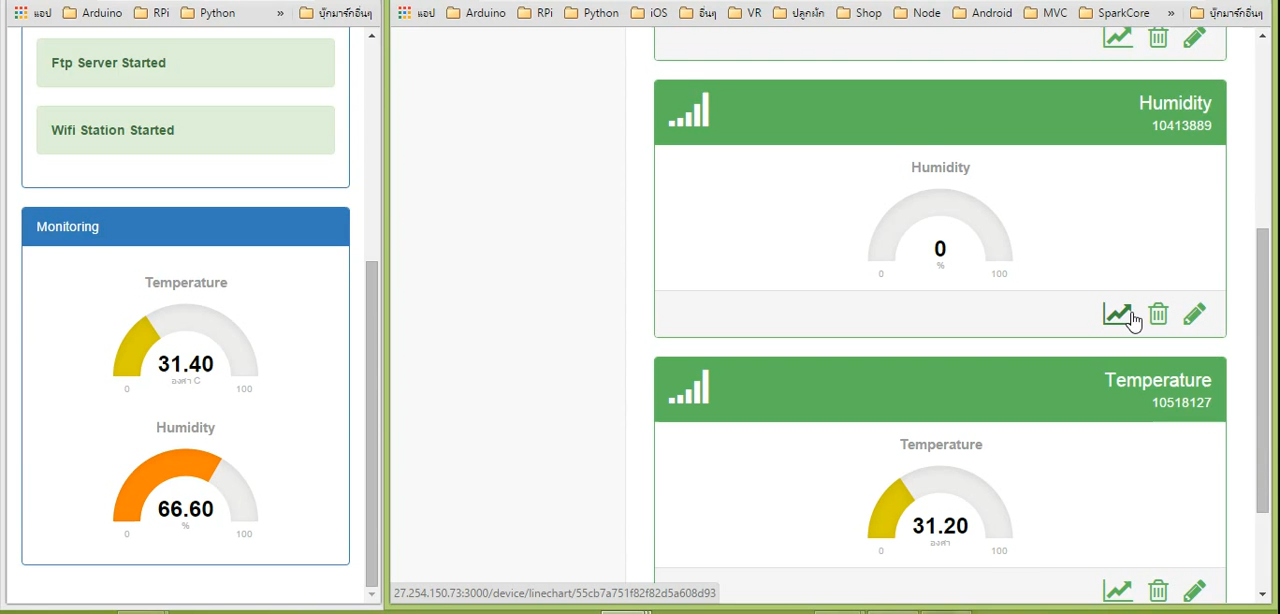 แอป Arduino RPi Python » บุ๊กมาร์กอื่นๆ
Ftp Server Started
Wifi Station Started
Monitoring
Temperature
31.40
องศา C
0 100
Humidity
66.60
%
0 100
แอป Arduino RPi Python iOS อื่นๆ VR ปลูกผัก Shop Node Android MVC SparkCore » บุ๊กมาร์กอื่นๆ
Humidity
10413889
Humidity
0
%
0 100
Temperature
10518127
Temperature
31.20
องศา
0 100
27.254.150.73:3000/device/linechart/55cb7a751f82f82d5a608d93